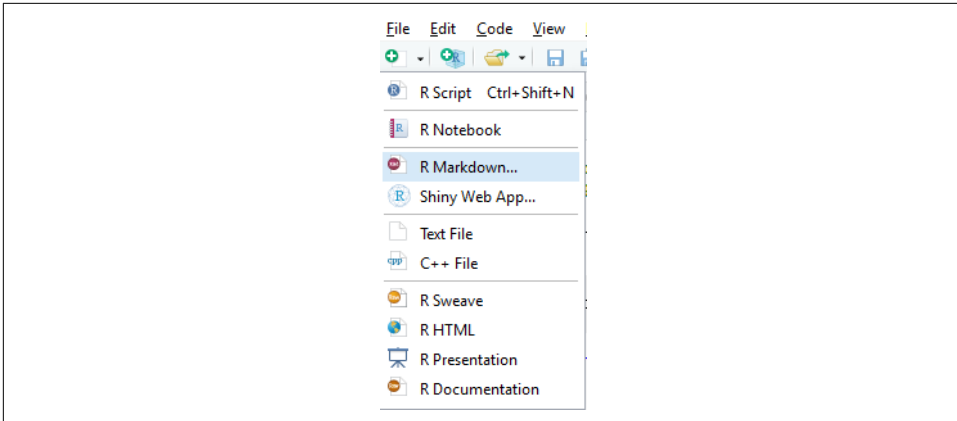 File Edit Code View
R Script Ctrl+Shift+N
R Notebook
R Markdown...
Shiny Web App...
Text File
C++ File
R Sweave
R HTML
R Presentation
R Documentation